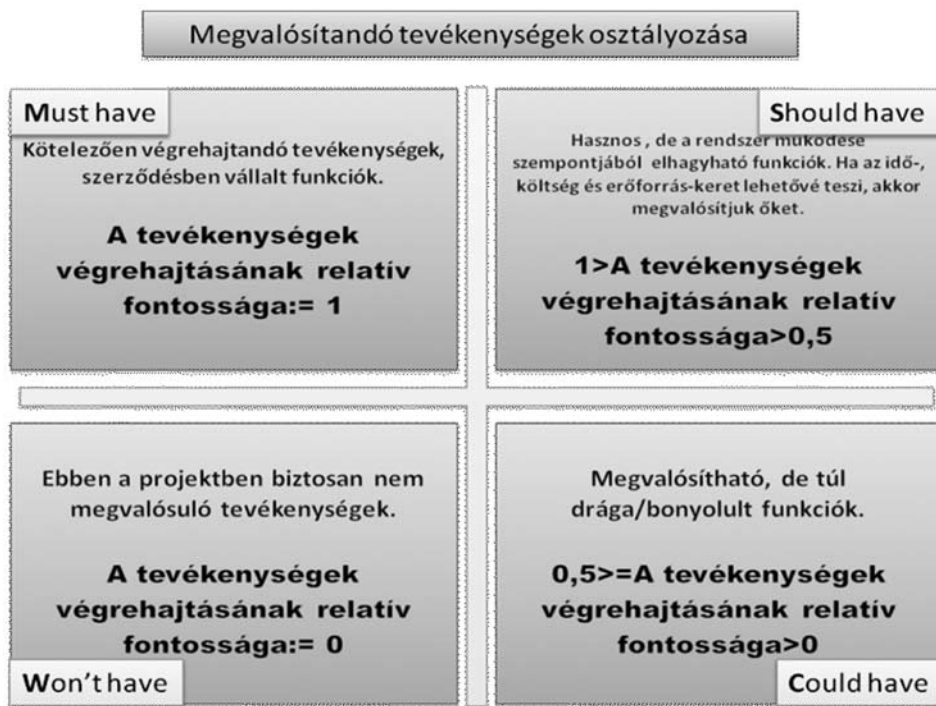 Megvalósítandó tevékenységek osztályozása
Must have
Kötelezően végrehajtandó tevékenységek,
szerződésben vállalt funkciók.
A tevékenységek
végrehajtásának relatív
fontossága:= 1
Should have
Hasznos , de a rendszer működése
szempontjából elhagyható funkciók. Ha az idő-,
költség és erőforrás-keret lehetővé teszi, akkor
megvalósítjuk őket.
1>A tevékenységek
végrehajtásának relatív
fontossága>0,5
Ebben a projektben biztosan nem
megvalósuló tevékenységek.
A tevékenységek
végrehajtásának relatív
fontossága:= 0
Won't have
Megvalósítható, de túl
drága/bonyolult funkciók.
0,5>=A tevékenységek
végrehajtásának relatív
fontossága>0
Could have